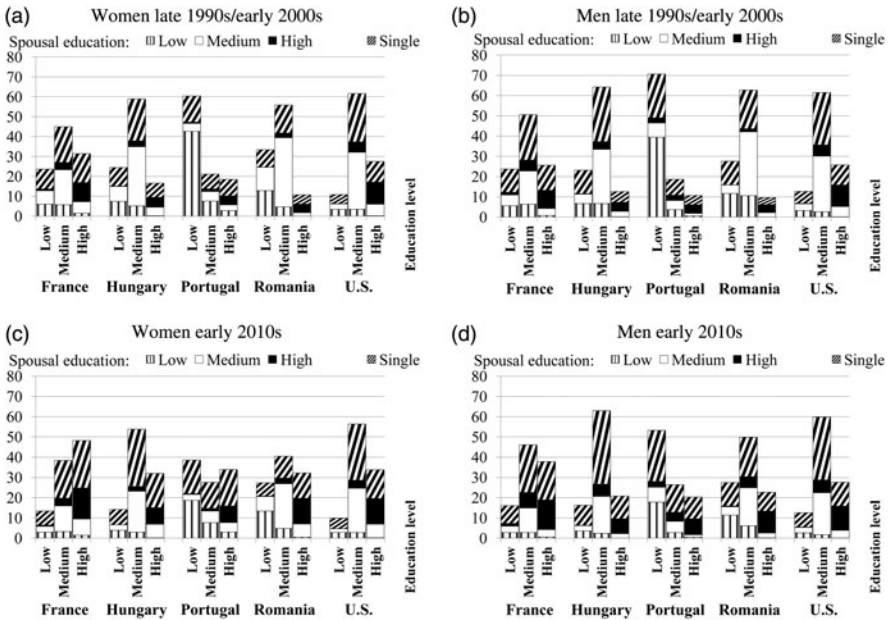 (a) Women late 1990s/early 2000s
Spousal education: Low Medium High Single
80
70
60
50
40
30
20
10
0
Low Medium High Low Medium High Low Medium High Low Medium High Low Medium High
France Hungary Portugal Romania U.S.
Education level
(b) Men late 1990s/early 2000s
Spousal education: Low Medium High Single
80
70
60
50
40
30
20
10
0
Low Medium High Low Medium High Low Medium High Low Medium High Low Medium High
France Hungary Portugal Romania U.S.
Education level
(c) Women early 2010s
Spousal education: Low Medium High Single
80
70
60
50
40
30
20
10
0
Low Medium High Low Medium High Low Medium High Low Medium High Low Medium High
France Hungary Portugal Romania U.S.
Education level
(d) Men early 2010s
Spousal education: Low Medium High Single
80
70
60
50
40
30
20
10
0
Low Medium High Low Medium High Low Medium High Low Medium High Low Medium High
France Hungary Portugal Romania U.S.
Education level